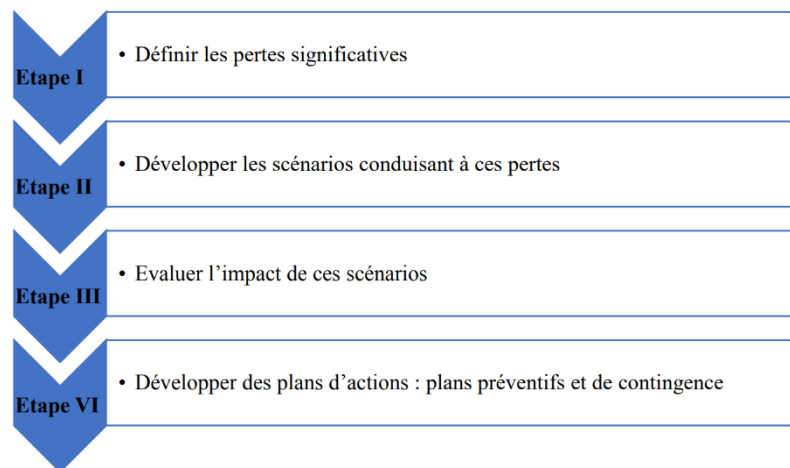 • Définir les pertes significatives
Etape I
• Développer les scénarios conduisant à ces pertes
Etape II
• Evaluer l’impact de ces scénarios
Etape III
• Développer des plans d’actions : plans préventifs et de contingence
Etape VI